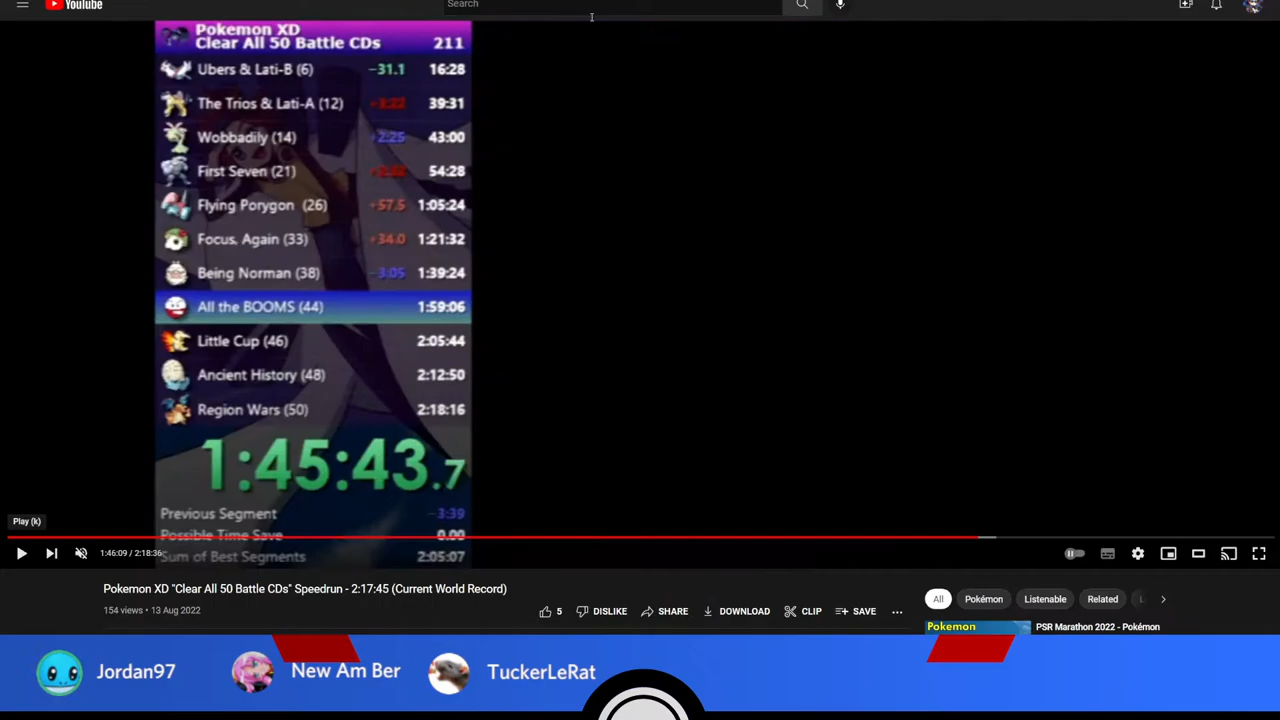 YouTube
Search
Pokemon XD
Clear All 50 Battle CDs 211
Ubers & Lati-B (6) −31.1 16:28
The Trios & Lati-A (12) +3:22 39:31
Wobbadily (14) +2:25 43:00
First Seven (21) 54:28
Flying Porygon (26) +57.5 1:05:24
Focus, Again (33) +34.0 1:21:32
Being Norman (38) −3:05 1:39:24
All the BOOMS (44) 1:59:06
Little Cup (46) 2:05:44
Ancient History (48) 2:12:50
Region Wars (50) 2:18:16
1:45:43.7
Previous Segment −3:39
Play (k)
Possible Time Save 0.00
1:46:09 / 2:18:36
Sum of Best Segments 2:05:07
Pokemon XD "Clear All 50 Battle CDs" Speedrun - 2:17:45 (Current World Record)
154 views • 13 Aug 2022
5 DISLIKE SHARE DOWNLOAD CLIP SAVE ...
All Pokémon Listenable Related
Pokemon
PSR Marathon 2022 - Pokémon
Jordan97 New Am Ber TuckerLeRat